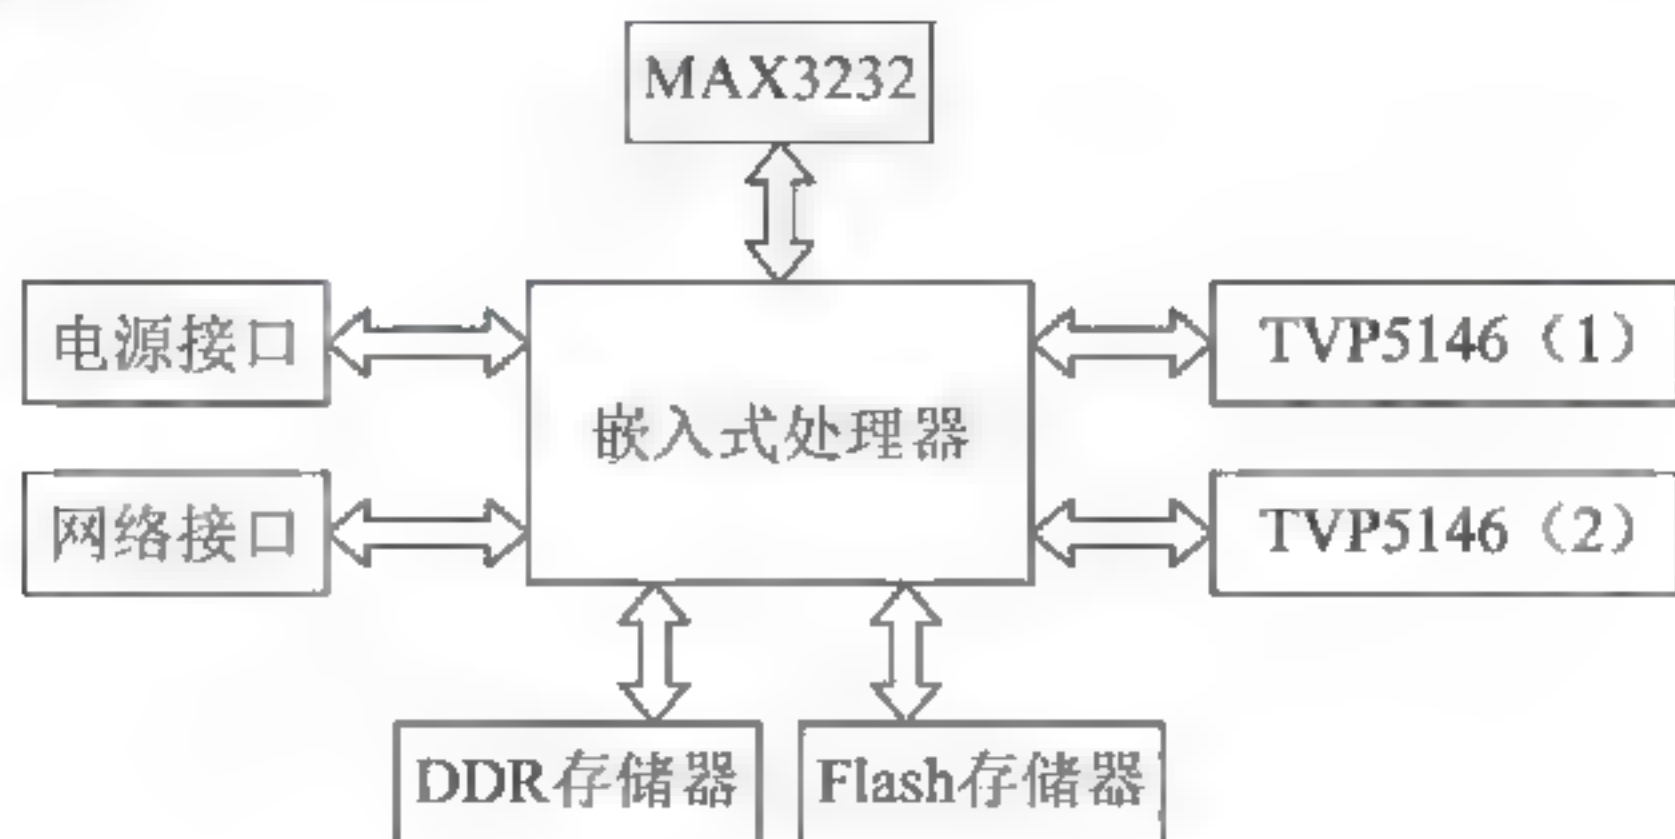 MAX3232
电源接口
TVP5146（1）
嵌入式处理器
网络接口
TVP5146（2）
DDR存储器
Flash存储器